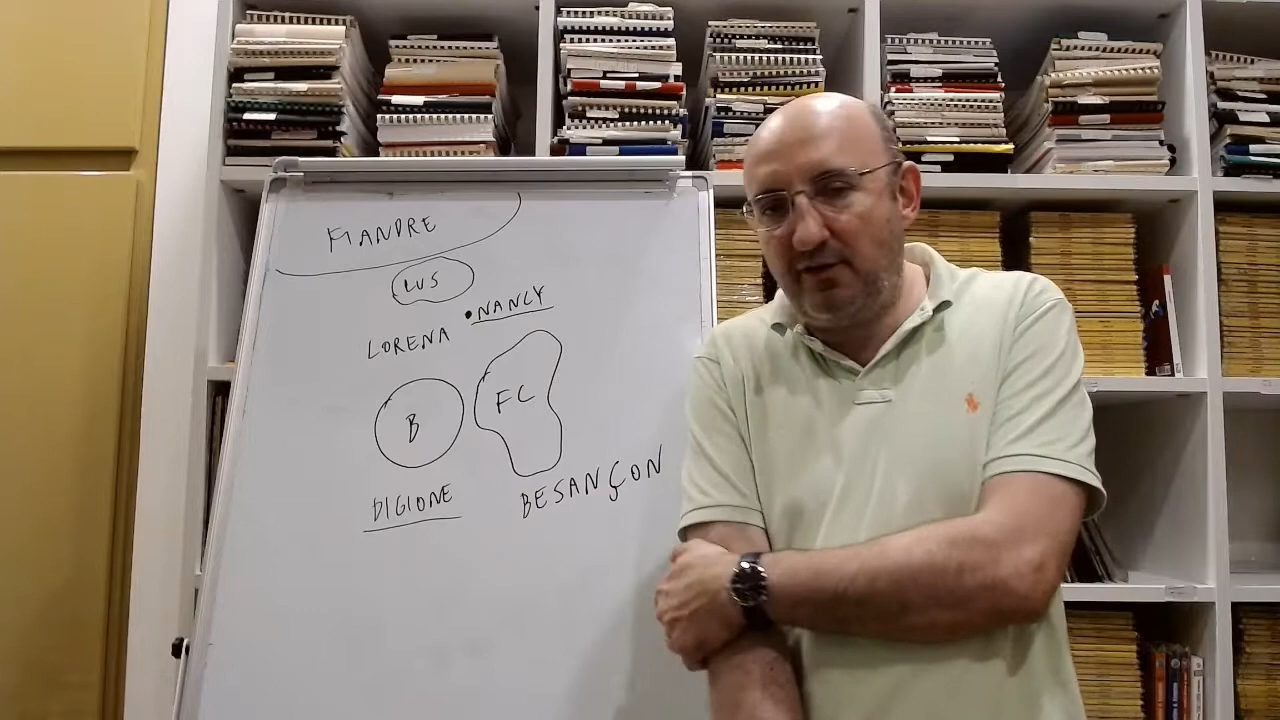 FIANDRE
LUS
NANCY
LORENA
B
FC
DIGIONE
BESANÇON